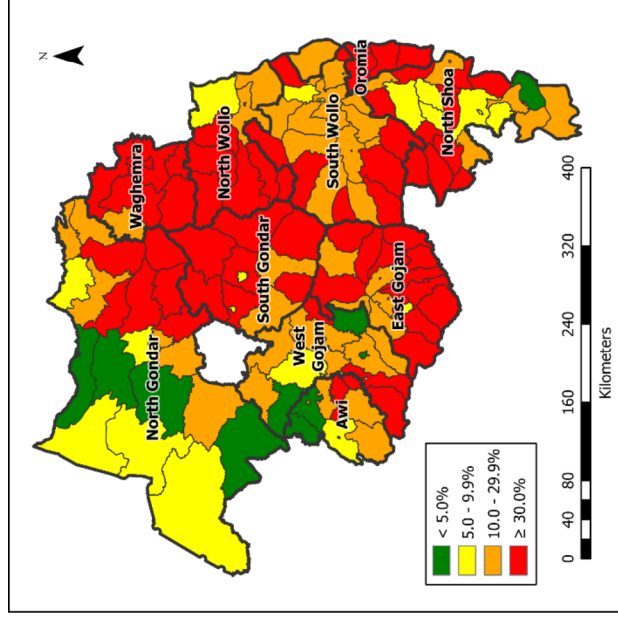 N
Waghemra
North Wollo
South Wollo
Oromia
North Shoa
North Gondar
South Gondar
West
Gojam
East Gojam
Awi
< 5.0%
5.0 - 9.9%
10.0 - 29.9%
≥ 30.0%
0 40 80 160 240 320 400
Kilometers